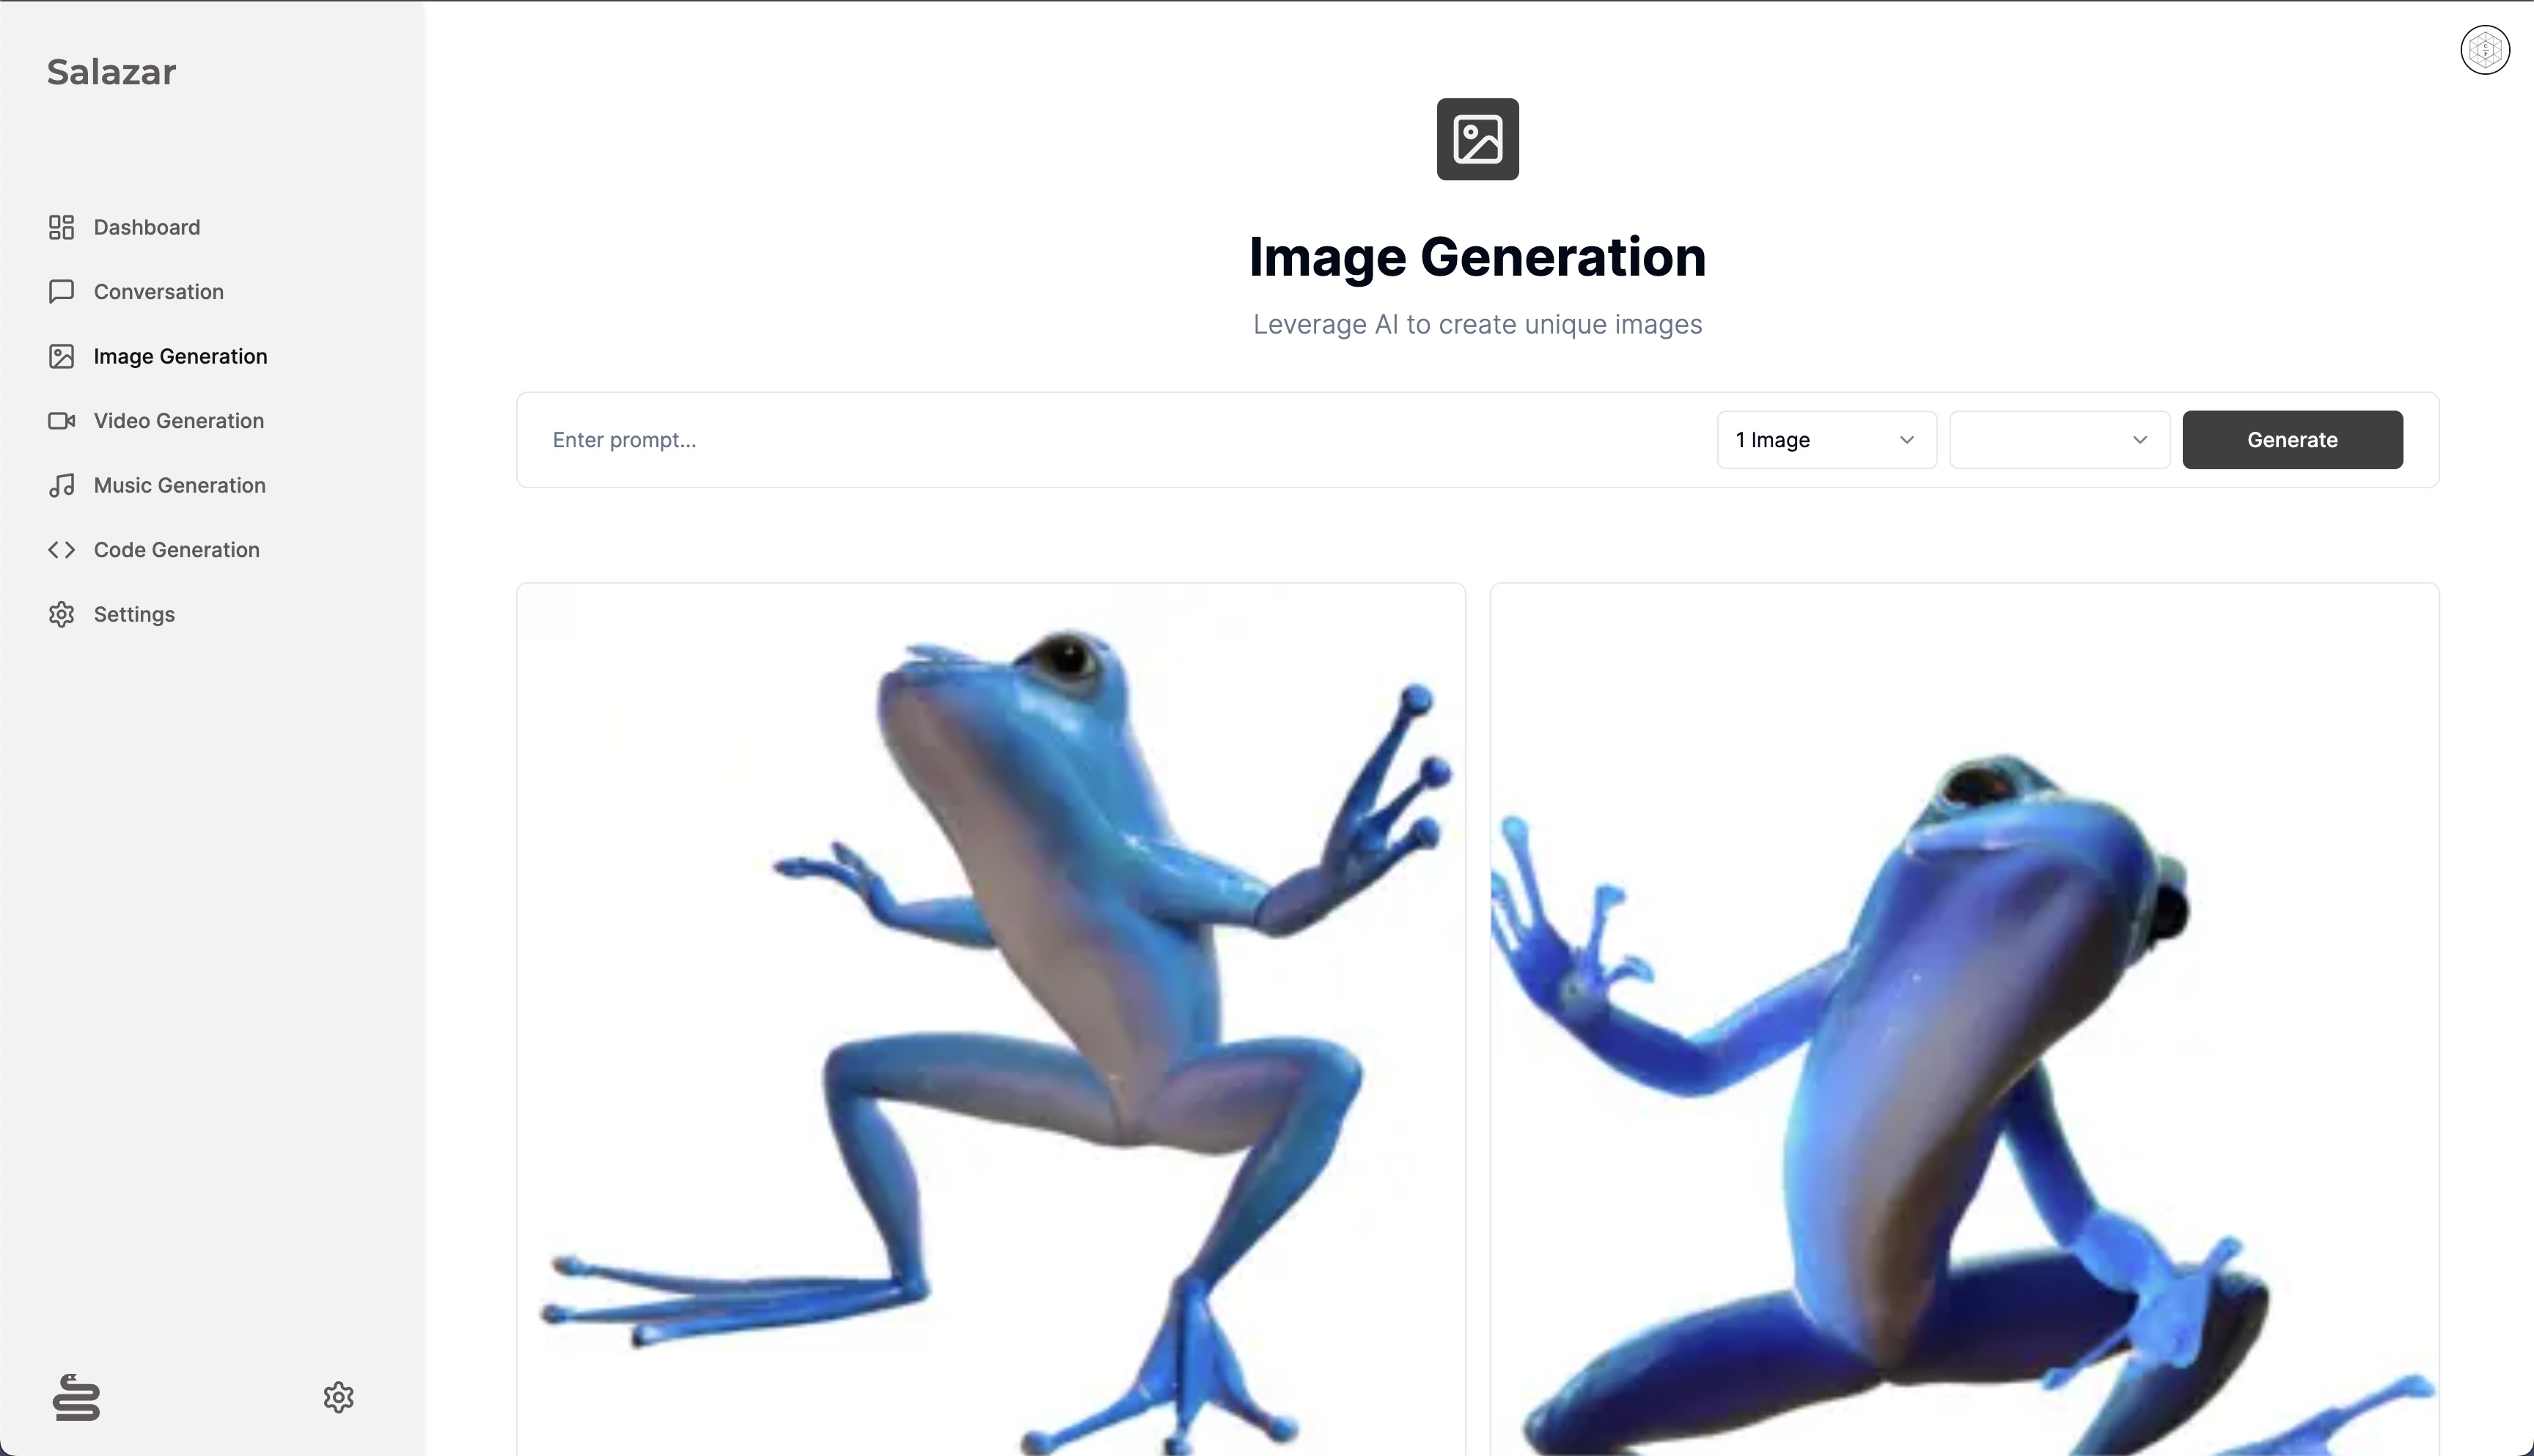 Salazar
Dashboard
Conversation
Image Generation
Video Generation
Music Generation
Code Generation
Settings
Image Generation
Leverage AI to create unique images
Enter prompt...
1 Image
Generate